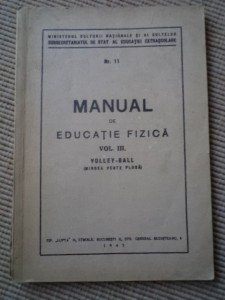 MINISTERUL CULTURII NAȚIONALE ȘI AL CULTELOR
SUBSECRETARIATUL DE STAT AL EDUCAȚIEI EXTRAȘCOLARE
Nr. 11
MANUAL
DE
EDUCAȚIE FIZICĂ
VOL. III.
VOLLEY-BALL
(MINGEA PESTE PLASĂ)
BUCUREȘTI